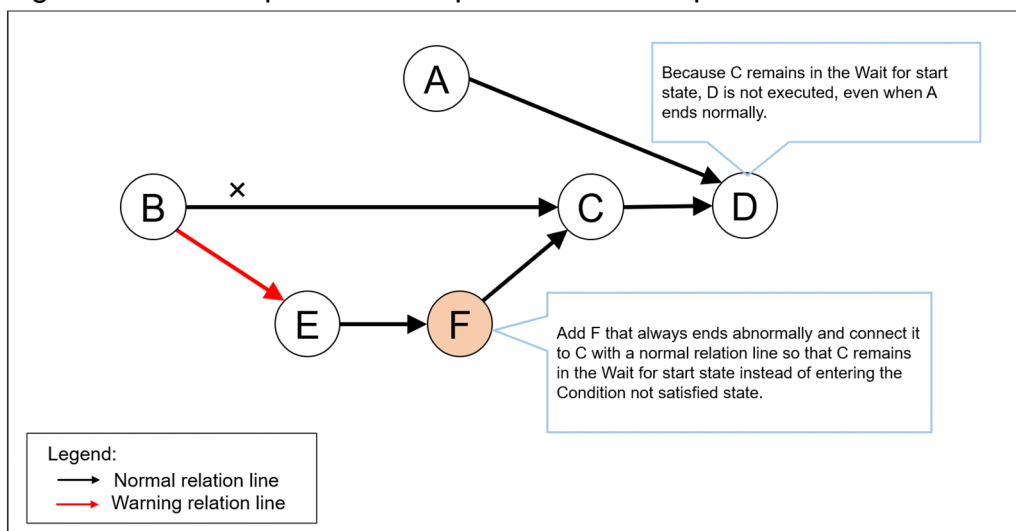 A
Because C remains in the Wait for start
state, D is not executed, even when A
ends normally.
B
×
C
D
E
F
Add F that always ends abnormally and connect it
to C with a normal relation line so that C remains
in the Wait for start state instead of entering the
Condition not satisfied state.
Legend:
Normal relation line
Warning relation line